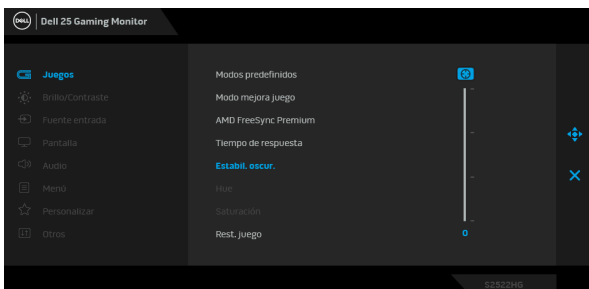 DELL Dell 25 Gaming Monitor
Juegos
Brillo/Contraste
Fuente entrada
Pantalla
Audio
Menú
Personalizar
Otros
Modos predefinidos
Modo mejora juego
AMD FreeSync Premium
Tiempo de respuesta
Estabil. oscur.
Hue
Saturación
Rest. juego
0
S2522HG